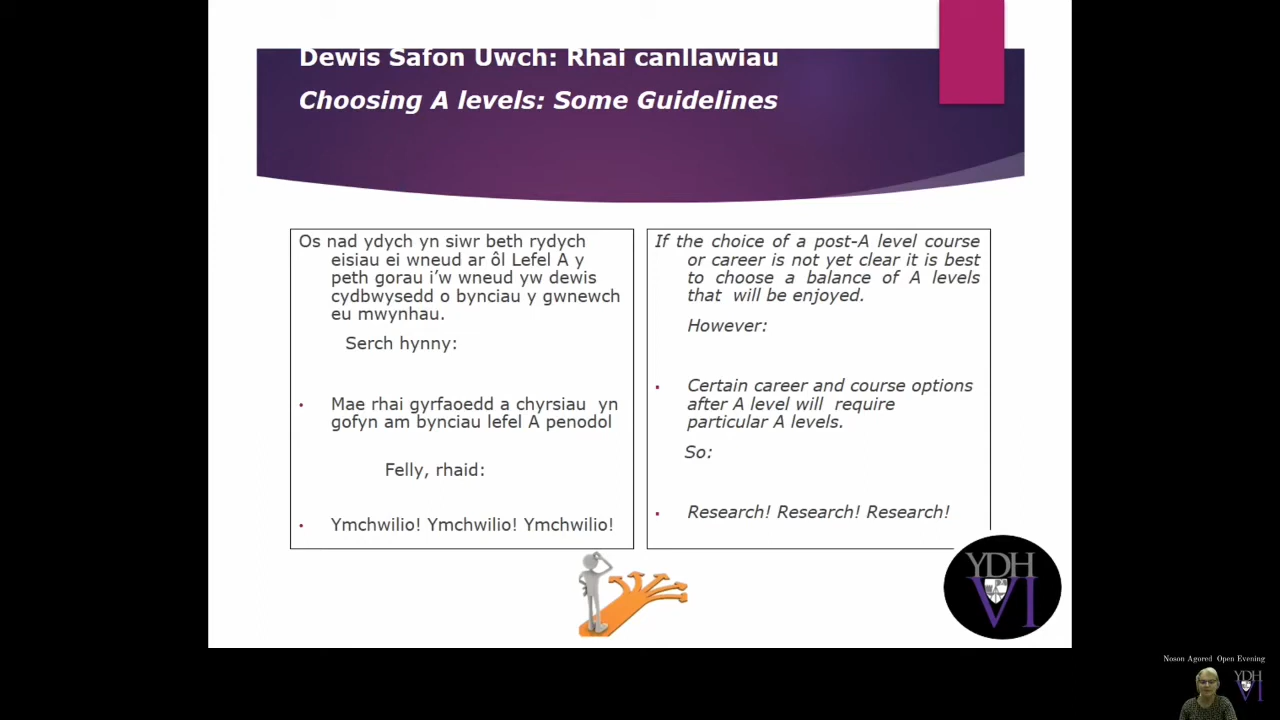 Dewis Safon Uwch: Rhai canllawiau
Choosing A levels: Some Guidelines
Os nad ydych yn siwr beth rydych
eisiau ei wneud ar ôl Lefel A y
peth gorau i'w wneud yw dewis
cydbwysedd o bynciau y gwnewch
eu mwynhau.
Serch hynny:
• Mae rhai gyrfaoedd a chyrsiau yn
gofyn am bynciau lefel A penodol
Felly, rhaid:
• Ymchwilio! Ymchwilio! Ymchwilio!
If the choice of a post-A level course
or career is not yet clear it is best
to choose a balance of A levels
that will be enjoyed.
However:
• Certain career and course options
after A level will require
particular A levels.
So:
• Research! Research! Research!
YDH
VI
Noson Agored Open Evening
YDH
VI